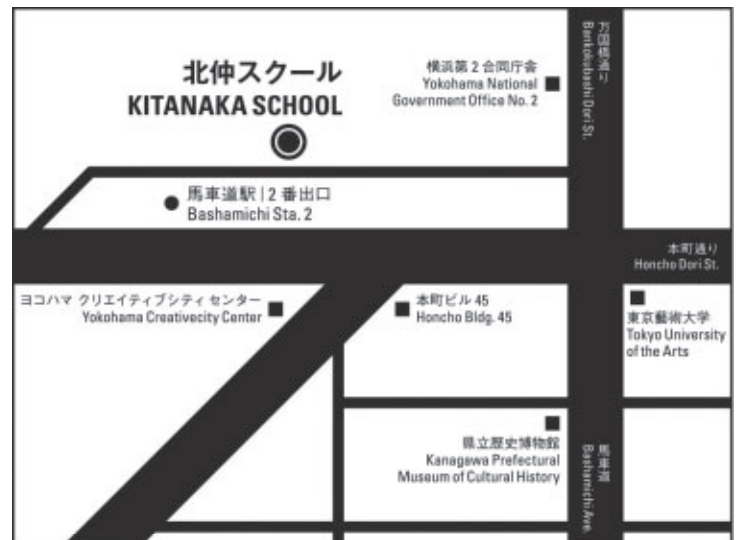 北仲スクール
KITANAKA SCHOOL
横浜第2合同庁舎
Yokohama National
Government Office No. 2
万国橋通り
Bankokubashi Dori St.
馬車道駅|2番出口
Bashamichi Sta. 2
本町通り
Honcho Dori St.
ヨコハマ クリエイティブシティ センター
Yokohama Creativecity Center
本町ビル 45
Honcho Bldg. 45
東京藝術大学
Tokyo University
of the Arts
県立歴史博物館
Kanagawa Prefectural
Museum of Cultural History
馬車道
Bashamichi Ave.